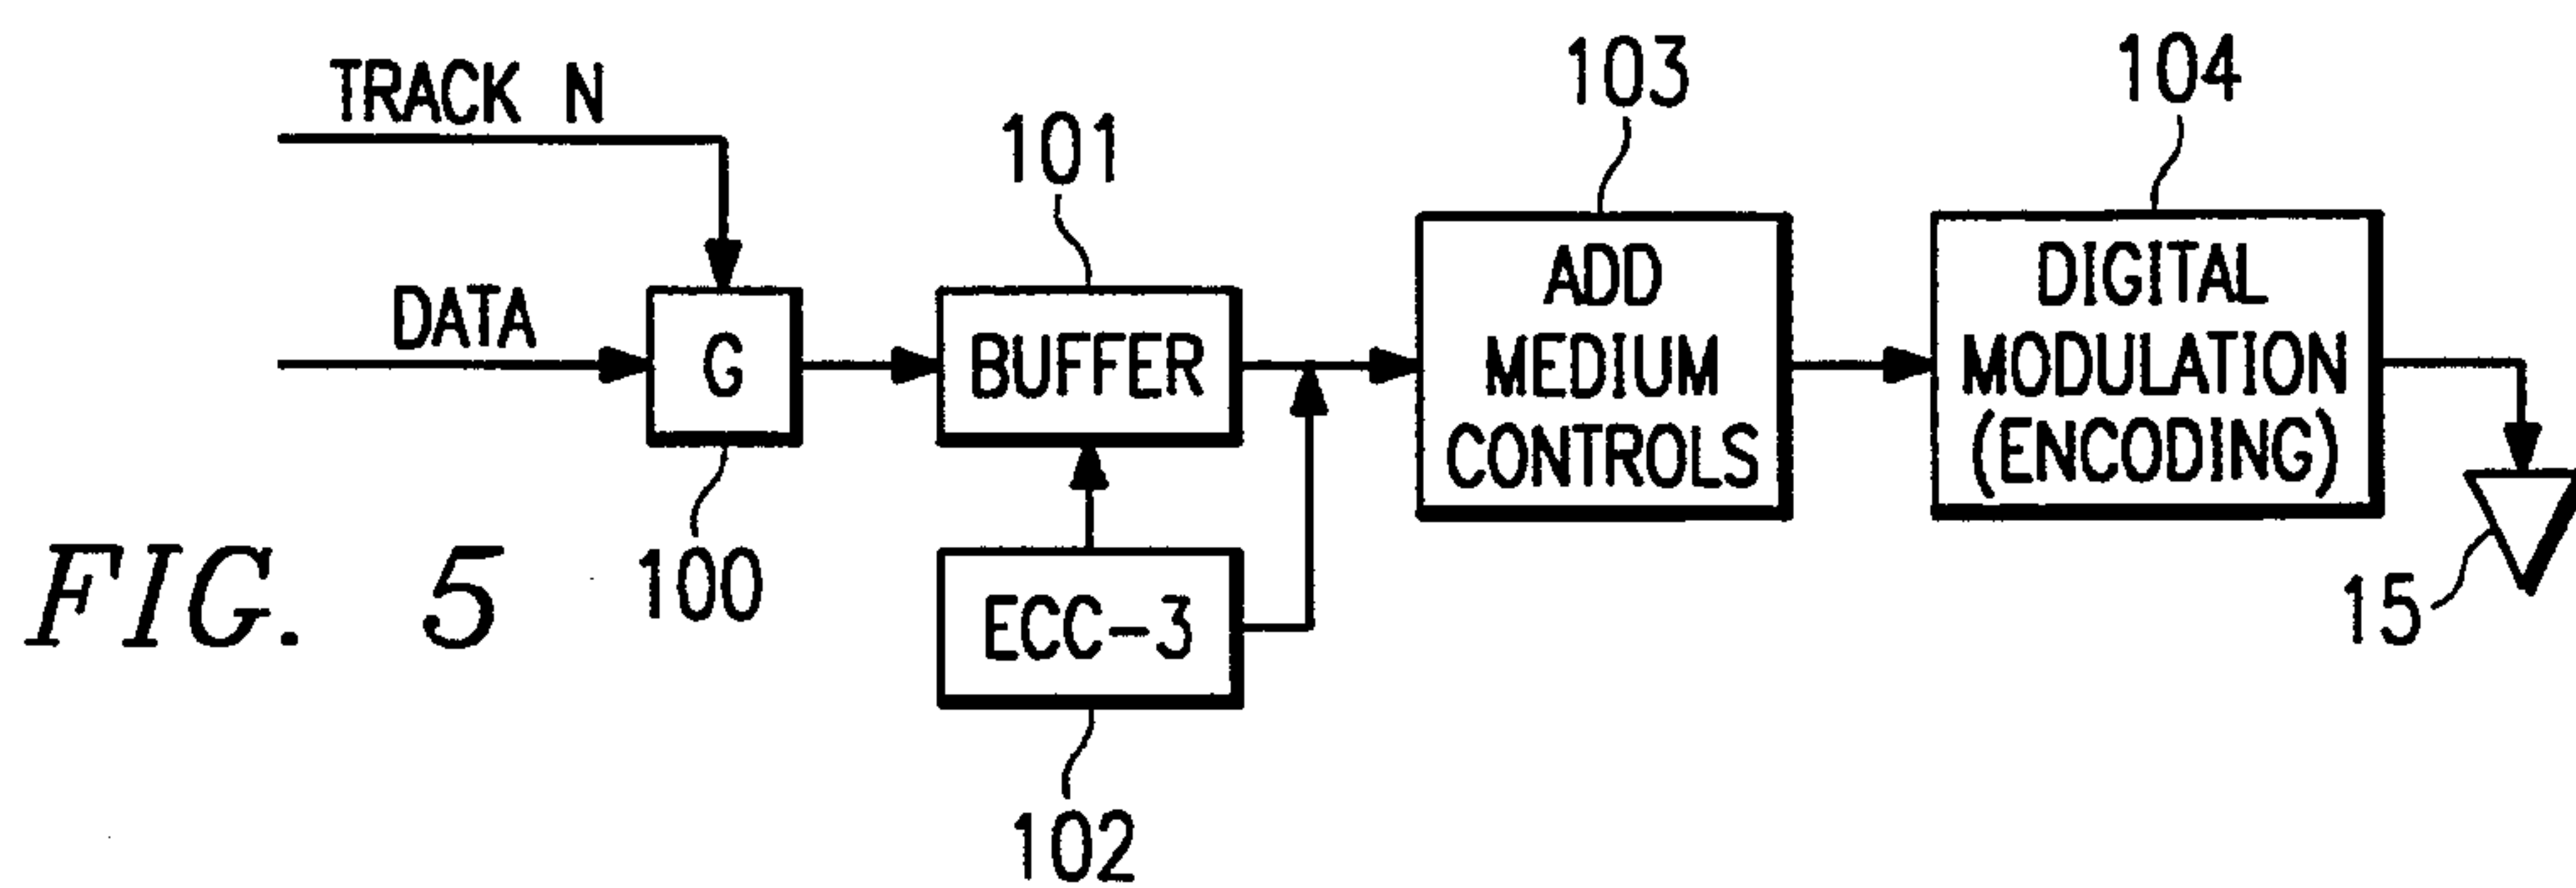 TRACK N
103
104
101
DATA
G
BUFFER
ADD
MEDIUM
CONTROLS
DIGITAL
MODULATION
(ENCODING)
FIG. 5
100
ECC-3
15
102